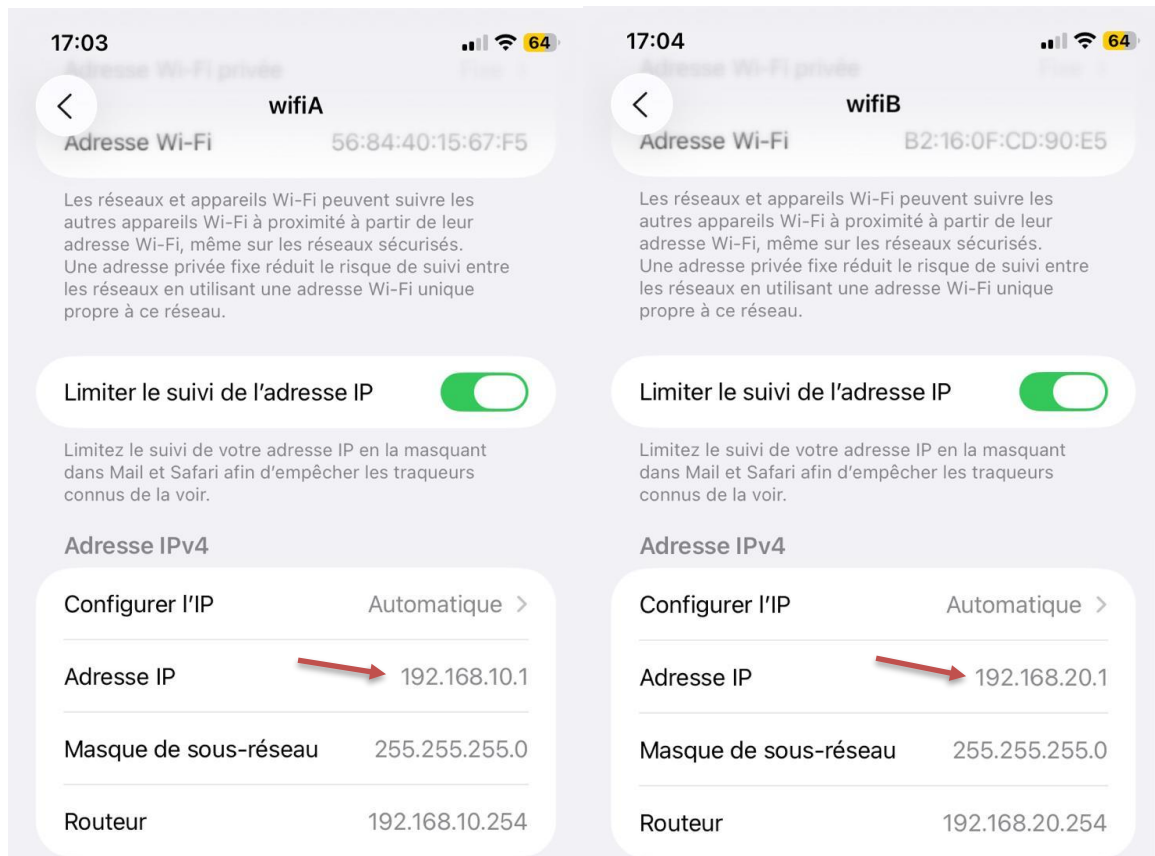 17:03
64
Adresse Wi-Fi privée
Fixe
wifiA
Adresse Wi-Fi
56:84:40:15:67:F5
Les réseaux et appareils Wi-Fi peuvent suivre les
autres appareils Wi-Fi à proximité à partir de leur
adresse Wi-Fi, même sur les réseaux sécurisés.
Une adresse privée fixe réduit le risque de suivi entre
les réseaux en utilisant une adresse Wi-Fi unique
propre à ce réseau.
Limiter le suivi de l’adresse IP
Limitez le suivi de votre adresse IP en la masquant
dans Mail et Safari afin d’empêcher les traqueurs
connus de la voir.
Adresse IPv4
Configurer l’IP
Automatique
Adresse IP
192.168.10.1
Masque de sous-réseau
255.255.255.0
Routeur
192.168.10.254
17:04
64
Adresse Wi-Fi privée
Fixe
wifiB
Adresse Wi-Fi
B2:16:0F:CD:90:E5
Les réseaux et appareils Wi-Fi peuvent suivre les
autres appareils Wi-Fi à proximité à partir de leur
adresse Wi-Fi, même sur les réseaux sécurisés.
Une adresse privée fixe réduit le risque de suivi entre
les réseaux en utilisant une adresse Wi-Fi unique
propre à ce réseau.
Limiter le suivi de l’adresse IP
Limitez le suivi de votre adresse IP en la masquant
dans Mail et Safari afin d’empêcher les traqueurs
connus de la voir.
Adresse IPv4
Configurer l’IP
Automatique
Adresse IP
192.168.20.1
Masque de sous-réseau
255.255.255.0
Routeur
192.168.20.254